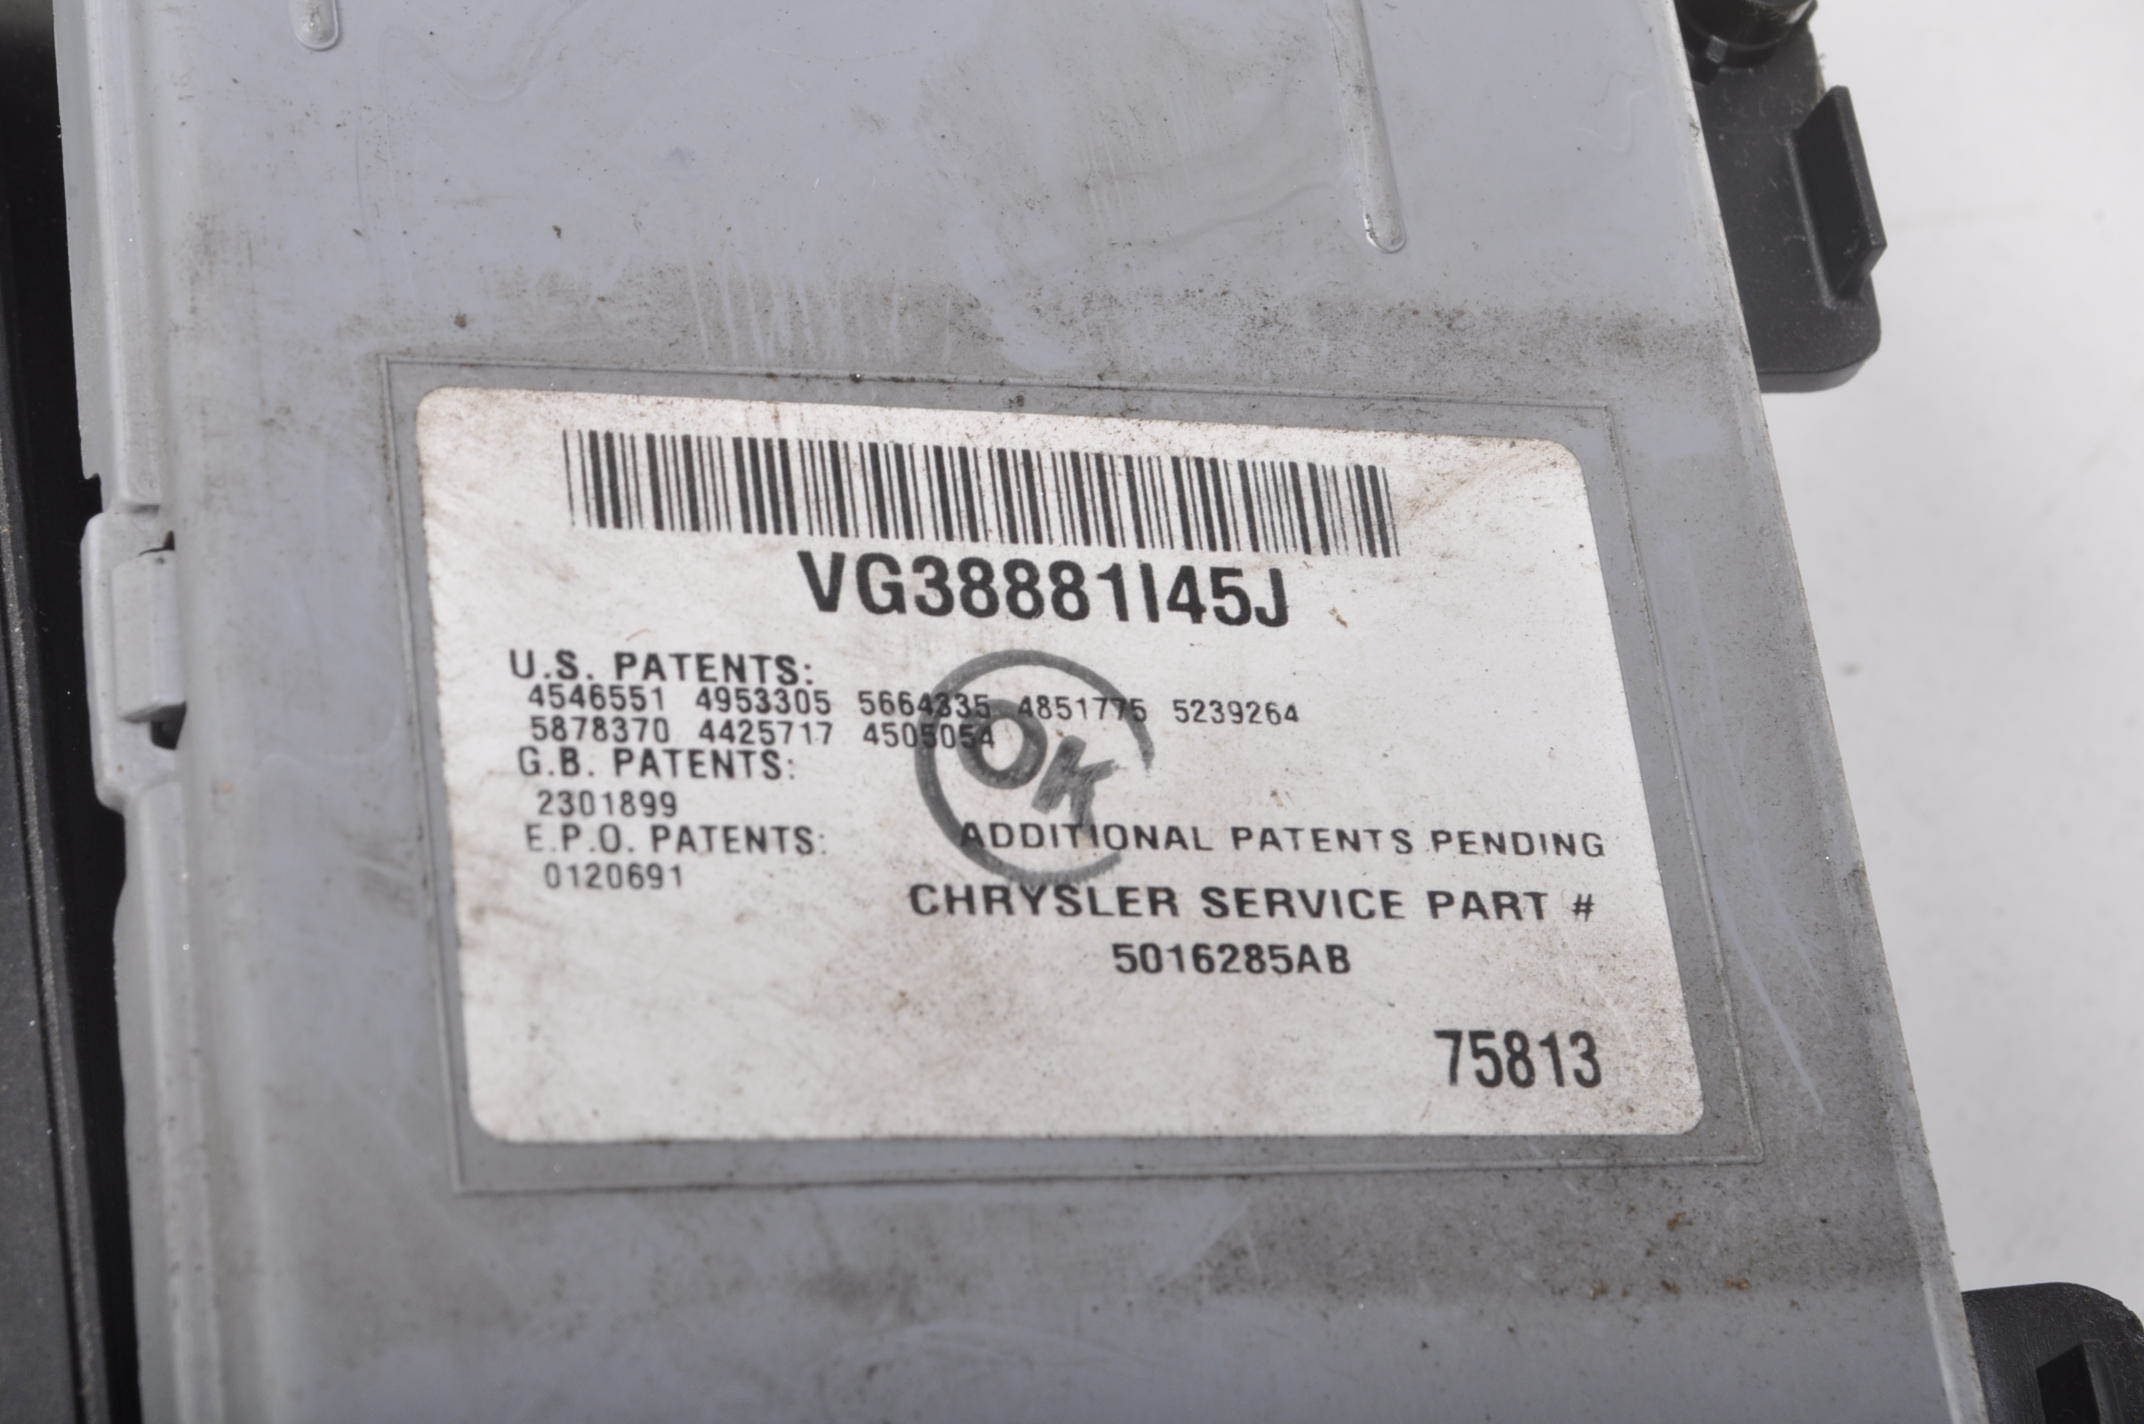 VG38881I45J
U.S. PATENTS:
4546551 4953305 5664335 4851775 5239264
5878370 4425717 4505054
G.B. PATENTS:
2301899
E.P.O. PATENTS:
0120691
OK
ADDITIONAL PATENTS PENDING
CHRYSLER SERVICE PART #
5016285AB
75813